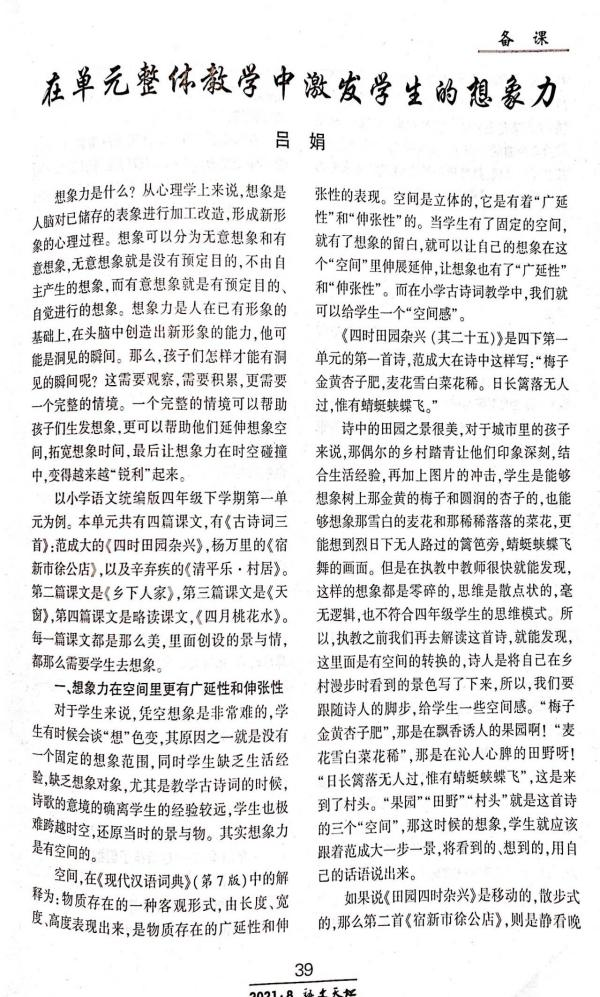 备 课
在单元整体教学中激发学生的想象力
吕 娟
想象力是什么？从心理学上来说，想象是
人脑对已储存的表象进行加工改造，形成新形
象的心理过程。想象可以分为无意想象和有
意想象，无意想象就是没有预定目的，不由自
主产生的想象，而有意想象就是有预定目的、
自觉进行的想象。想象力是人在已有形象的
基础上，在头脑中创造出新形象的能力，他可
能是洞见的瞬间。那么，孩子们怎样才能有洞
见的瞬间呢？这需要观察，需要积累，更需要
一个完整的情境。一个完整的情境可以帮助
孩子们生发想象，更可以帮助他们延伸想象空
间，拓宽想象时间，最后让想象力在时空碰撞
中，变得越来越“锐利”起来。
以小学语文统编版四年级下学期第一单
元为例。本单元共有四篇课文，有《古诗词三
首》：范成大的《四时田园杂兴》，杨万里的《宿
新市徐公店》，以及辛弃疾的《清平乐·村居》。
第二篇课文是《乡下人家》，第三篇课文是《天
窗》，第四篇课文是略读课文，《四月桃花水》。
每一篇课文都是那么美，里面创设的景与情，
都那么需要学生去想象。
一、想象力在空间里更有广延性和伸张性
对于学生来说，凭空想象是非常难的，学
生有时候会谈“想”色变，其原因之一就是没有
一个固定的想象范围，同时学生缺乏生活经
验，缺乏想象对象，尤其是教学古诗词的时候，
诗歌的意境的确离学生的经验较远，学生也极
难跨越时空，还原当时的景与物。其实想象力
是有空间的。
空间，在《现代汉语词典》（第7版）中的解
释为：物质存在的一种客观形式，由长度、宽
度、高度表现出来，是物质存在的广延性和伸
张性的表现。空间是立体的，它是有着“广延
性”和“伸张性”的。当学生有了固定的空间，
就有了想象的留白，就可以让自己的想象在这
个“空间”里伸展延伸，让想象也有了“广延性”
和“伸张性”。而在小学古诗词教学中，我们就
可以给学生一个“空间感”。
《四时田园杂兴（其二十五）》是四下第一
单元的第一首诗，范成大在诗中这样写：“梅子
金黄杏子肥，麦花雪白菜花稀。日长篱落无人
过，惟有蜻蜓蛱蝶飞。”
诗中的田园之景很美，对于城市里的孩子
来说，那偶尔的乡村踏青让他们印象深刻，结
合生活经验，再加上图片的冲击，学生是能够
想象树上那金黄的梅子和圆润的杏子的，也能
够想象那雪白的麦花和那稀稀落落的菜花，更
能想到烈日下无人路过的篱笆旁，蜻蜓蛱蝶飞
舞的画面。但是在执教中教师很快就能发现，
这样的想象都是零碎的，思维是散点状的，毫
无逻辑，也不符合四年级学生的思维模式。所
以，执教之前我们再去解读这首诗，就能发现，
这里面是有空间的转换的，诗人是将自己在乡
村漫步时看到的景色写了下来，所以，我们要
跟随诗人的脚步，给学生一些空间感。“梅子
金黄杏子肥”，那是在飘香诱人的果园啊！“麦
花雪白菜花稀”，那是在沁人心脾的田野呀！
“日长篱落无人过，惟有蜻蜓蛱蝶飞”，这是来
到了村头。“果园”“田野”“村头”就是这首诗
的三个“空间”，那这时候的想象，学生就应该
跟着范成大一步一景，将看到的、想到的，用自
己的话语说出来。
如果说《田园四时杂兴》是移动的，散步式
的，那么第二首《宿新市徐公店》，则是静看晚
39
2021·8 语文天地